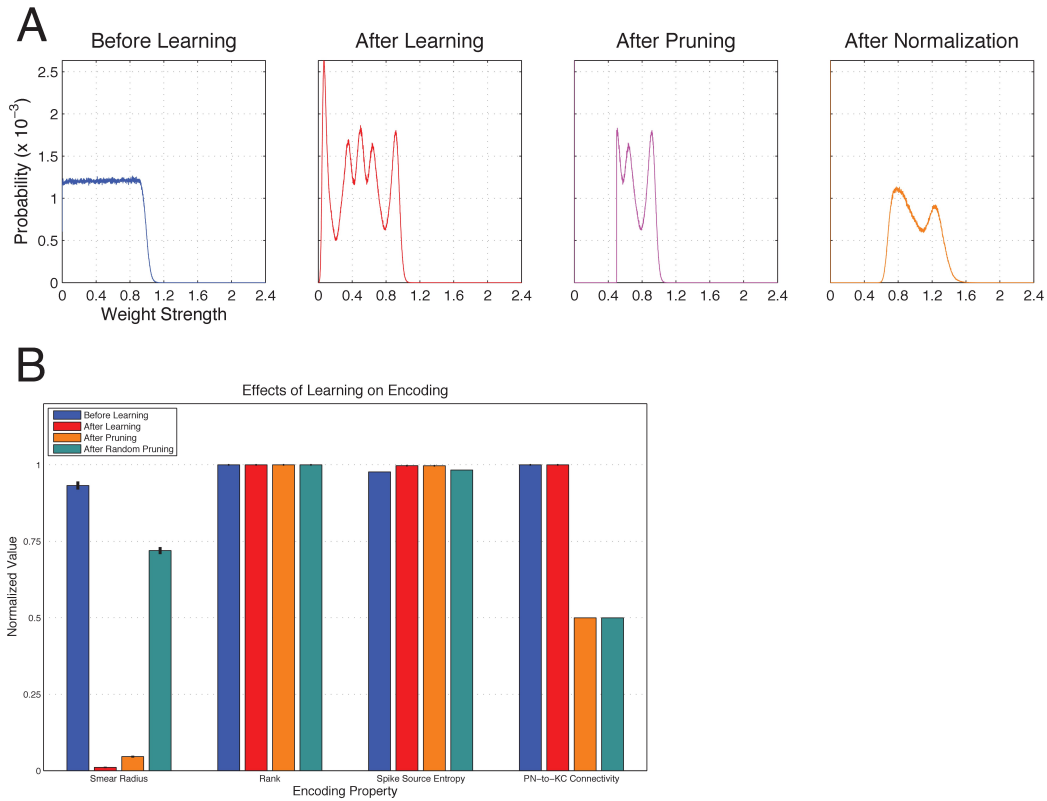 A
Before Learning
After Learning
After Pruning
After Normalization
Probability (x 10⁻³)
2.5
2
1.5
1
0.5
0
0 0.4 0.8 1.2 1.6 2 2.4
0 0.4 0.8 1.2 1.6 2 2.4
0 0.4 0.8 1.2 1.6 2 2.4
0 0.4 0.8 1.2 1.6 2 2.4
Weight Strength
B
Effects of Learning on Encoding
Before Learning
After Learning
After Pruning
After Random Pruning
Normalized Value
1
0.75
0.5
0.25
0
Smear Radius
Rank
Spike Source Entropy
PN−to−KC Connectivity
Encoding Property